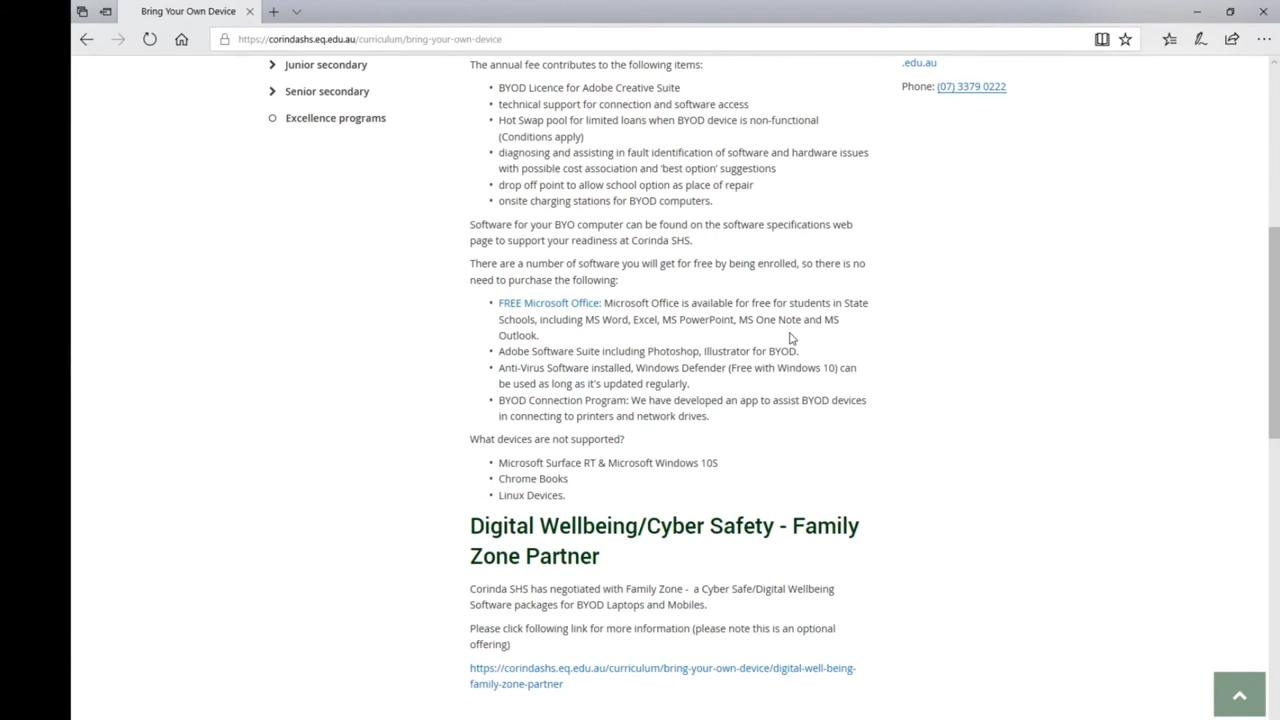 Bring Your Own Device
https://corindashs.eq.edu.au/curriculum/bring-your-own-device
Junior secondary
Senior secondary
Excellence programs
The annual fee contributes to the following items:
• BYOD Licence for Adobe Creative Suite
• technical support for connection and software access
• Hot Swap pool for limited loans when BYOD device is non-functional
(Conditions apply)
• diagnosing and assisting in fault identification of software and hardware issues
with possible cost association and 'best option' suggestions
• drop off point to allow school option as place of repair
• onsite charging stations for BYOD computers.
Software for your BYO computer can be found on the software specifications web
page to support your readiness at Corinda SHS.
There are a number of software you will get for free by being enrolled, so there is no
need to purchase the following:
• FREE Microsoft Office: Microsoft Office is available for free for students in State
Schools, including MS Word, Excel, MS PowerPoint, MS One Note and MS
Outlook.
• Adobe Software Suite including Photoshop, Illustrator for BYOD.
• Anti-Virus Software installed, Windows Defender (Free with Windows 10) can
be used as long as it's updated regularly.
• BYOD Connection Program: We have developed an app to assist BYOD devices
in connecting to printers and network drives.
What devices are not supported?
• Microsoft Surface RT & Microsoft Windows 10S
• Chrome Books
• Linux Devices.
Digital Wellbeing/Cyber Safety - Family
Zone Partner
Corinda SHS has negotiated with Family Zone - a Cyber Safe/Digital Wellbeing
Software packages for BYOD Laptops and Mobiles.
Please click following link for more information (please note this is an optional
offering)
https://corindashs.eq.edu.au/curriculum/bring-your-own-device/digital-well-being-
family-zone-partner
.edu.au
Phone: (07) 3379 0222